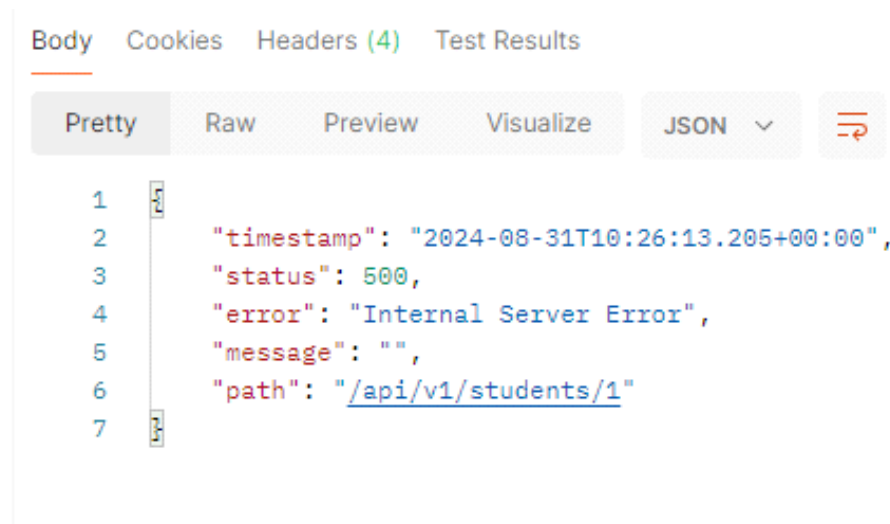 Body Cookies Headers (4) Test Results
Pretty Raw Preview Visualize JSON
1 {
2 "timestamp": "2024-08-31T10:26:13.205+00:00",
3 "status": 500,
4 "error": "Internal Server Error",
5 "message": "",
6 "path": "/api/v1/students/1"
7 }